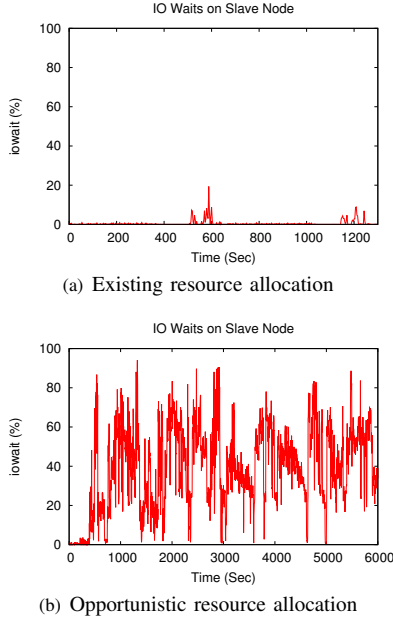 IO Waits on Slave Node
100
80
60
40
20
0
iowait (%)
0 200 400 600 800 1000 1200
Time (Sec)
(a) Existing resource allocation
IO Waits on Slave Node
100
80
60
40
20
0
iowait (%)
0 1000 2000 3000 4000 5000 6000
Time (Sec)
(b) Opportunistic resource allocation